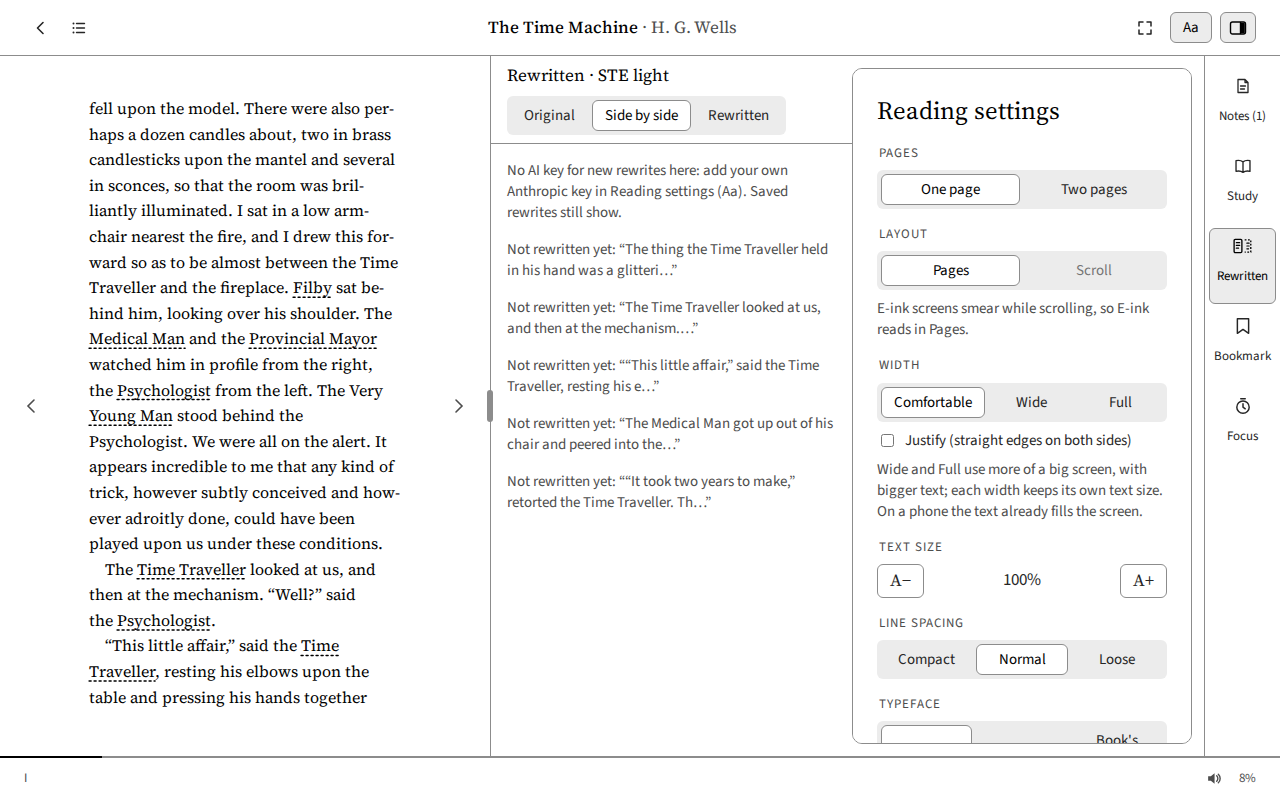 The Time Machine · H. G. Wells
Aa
fell upon the model. There were also per-
haps a dozen candles about, two in brass
candlesticks upon the mantel and several
in sconces, so that the room was bril-
liantly illuminated. I sat in a low arm-
chair nearest the fire, and I drew this for-
ward so as to be almost between the Time
Traveller and the fireplace. Filby sat be-
hind him, looking over his shoulder. The
Medical Man and the Provincial Mayor
watched him in profile from the right,
the Psychologist from the left. The Very
Young Man stood behind the
Psychologist. We were all on the alert. It
appears incredible to me that any kind of
trick, however subtly conceived and how-
ever adroitly done, could have been
played upon us under these conditions.
The Time Traveller looked at us, and
then at the mechanism. “Well?” said
the Psychologist.
“This little affair,” said the Time
Traveller, resting his elbows upon the
table and pressing his hands together
Rewritten · STE light
Original Side by side Rewritten
No AI key for new rewrites here: add your own
Anthropic key in Reading settings (Aa). Saved
rewrites still show.
Not rewritten yet: “The thing the Time Traveller held
in his hand was a glitteri…”
Not rewritten yet: “The Time Traveller looked at us,
and then at the mechanism.…”
Not rewritten yet: ““This little affair,” said the Time
Traveller, resting his e…”
Not rewritten yet: “The Medical Man got up out of his
chair and peered into the…”
Not rewritten yet: ““It took two years to make,”
retorted the Time Traveller. Th…”
Reading settings
PAGES
One page Two pages
LAYOUT
Pages Scroll
E-ink screens smear while scrolling, so E-ink
reads in Pages.
WIDTH
Comfortable Wide Full
Justify (straight edges on both sides)
Wide and Full use more of a big screen, with
bigger text; each width keeps its own text size.
On a phone the text already fills the screen.
TEXT SIZE
A− 100% A+
LINE SPACING
Compact Normal Loose
TYPEFACE
Book's
Notes (1)
Study
Rewritten
Bookmark
Focus
I
8%